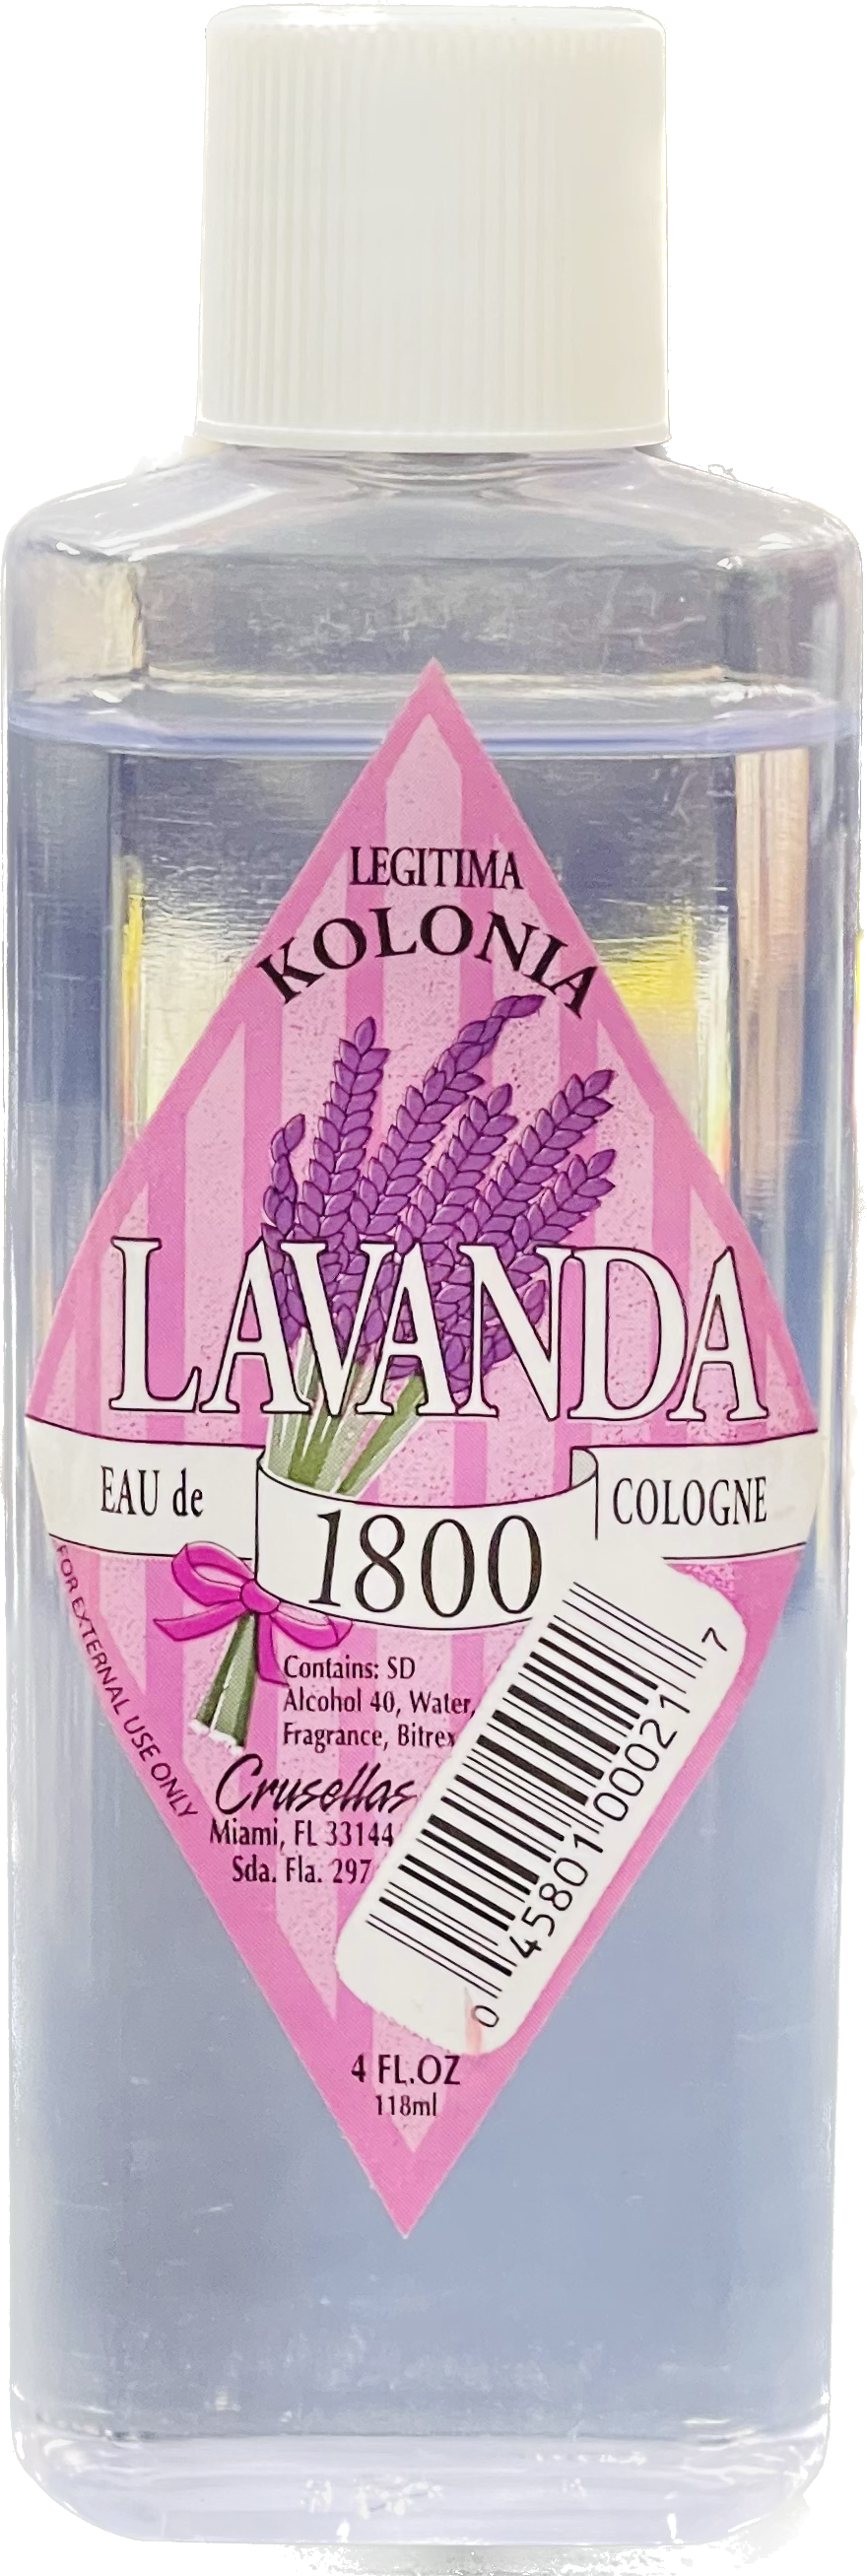 LEGITIMA
KOLONIA
LAVANDA
EAU de
1800
COLOGNE
FOR EXTERNAL USE ONLY
Contains: SD
Alcohol 40, Water,
Fragrance, Bitrex
Crusellas
Miami, FL 33144
Sda. Fla. 297
0 45801 00021 7
4 FL.OZ
118ml